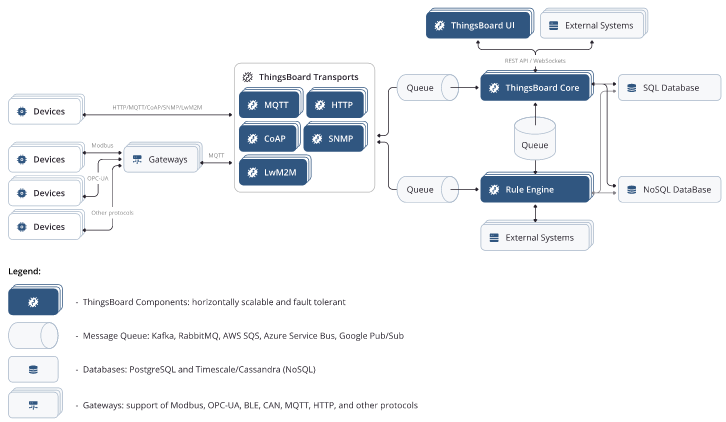 ThingsBoard UI
External Systems
REST API / WebSockets
ThingsBoard Transports
Queue
ThingsBoard Core
SQL Database
Devices
HTTP/MQTT/CoAP/SNMP/LwM2M
MQTT
HTTP
CoAP
SNMP
LwM2M
Queue
Modbus
Devices
Gateways
MQTT
OPC-UA
Devices
Queue
Rule Engine
NoSQL DataBase
Other protocols
Devices
External Systems
Legend:
- ThingsBoard Components: horizontally scalable and fault tolerant
- Message Queue: Kafka, RabbitMQ, AWS SQS, Azure Service Bus, Google Pub/Sub
- Databases: PostgreSQL and Timescale/Cassandra (NoSQL)
- Gateways: support of Modbus, OPC-UA, BLE, CAN, MQTT, HTTP, and other protocols